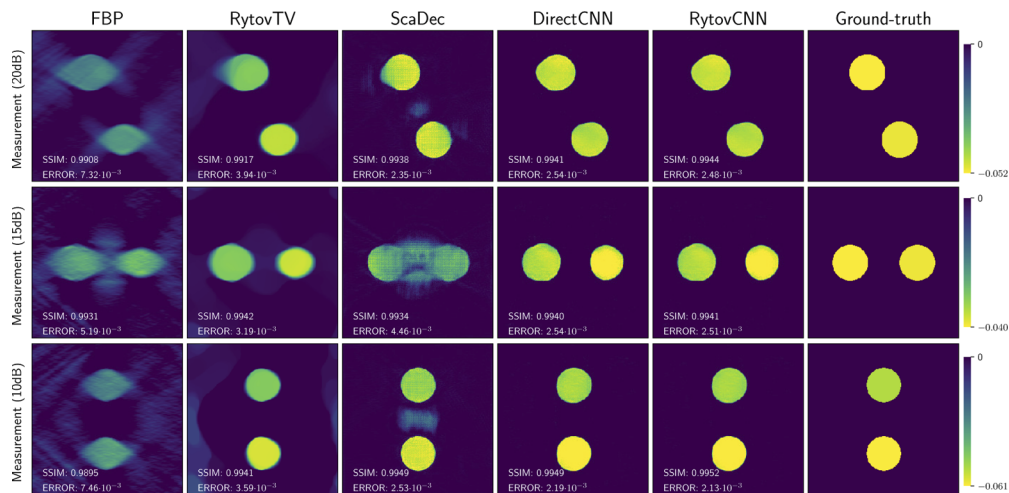 FBP RytovTV ScaDec DirectCNN RytovCNN Ground-truth
Measurement (20dB)
SSIM: 0.9908 SSIM: 0.9917 SSIM: 0.9938 SSIM: 0.9941 SSIM: 0.9944
ERROR: 7.32·10⁻³ ERROR: 3.94·10⁻³ ERROR: 2.35·10⁻³ ERROR: 2.54·10⁻³ ERROR: 2.48·10⁻³
0
−0.052
Measurement (15dB)
SSIM: 0.9931 SSIM: 0.9942 SSIM: 0.9934 SSIM: 0.9940 SSIM: 0.9941
ERROR: 5.19·10⁻³ ERROR: 3.19·10⁻³ ERROR: 4.46·10⁻³ ERROR: 2.54·10⁻³ ERROR: 2.51·10⁻³
0
−0.040
Measurement (10dB)
SSIM: 0.9895 SSIM: 0.9941 SSIM: 0.9949 SSIM: 0.9949 SSIM: 0.9952
ERROR: 7.46·10⁻³ ERROR: 3.59·10⁻³ ERROR: 2.53·10⁻³ ERROR: 2.19·10⁻³ ERROR: 2.13·10⁻³
0
−0.061